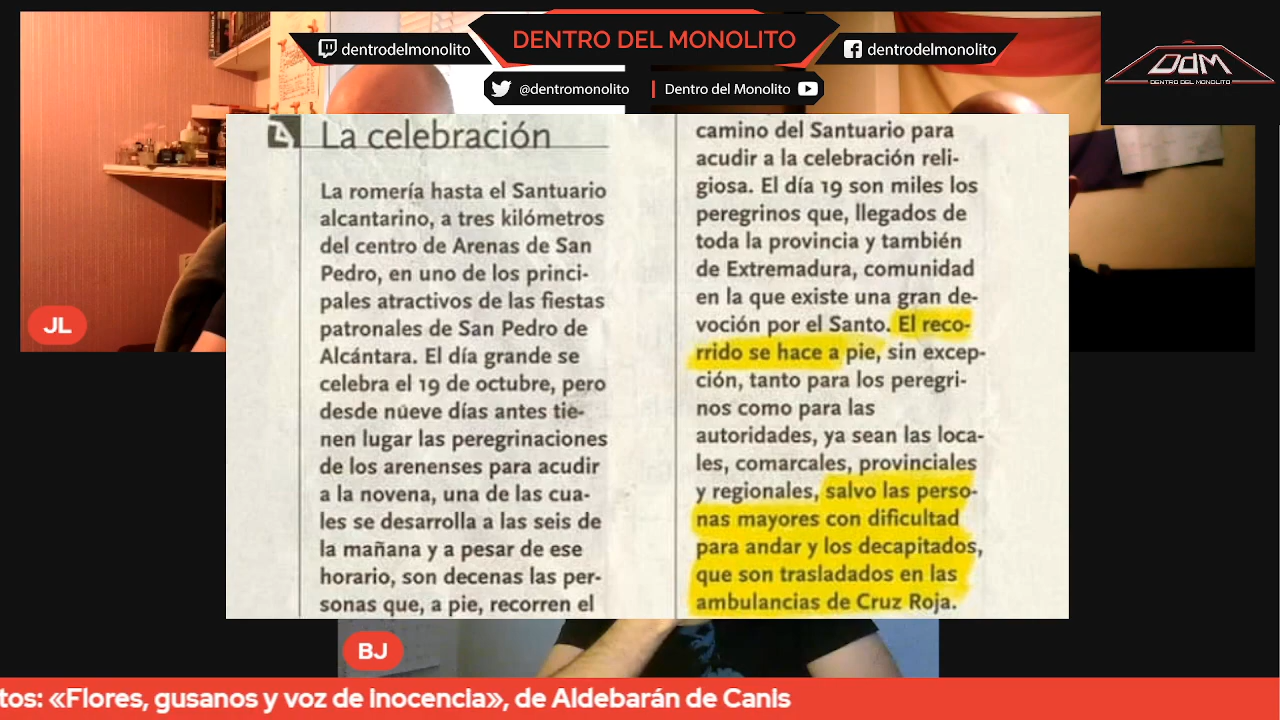 DENTRO DEL MONOLITO
dentrodelmonolito
dentrodelmonolito
@dentromonolito
Dentro del Monolito
DdM
DENTRO DEL MONOLITO
La celebración
La romería hasta el Santuario
alcantarino, a tres kilómetros
del centro de Arenas de San
Pedro, en uno de los princi-
pales atractivos de las fiestas
patronales de San Pedro de
Alcántara. El día grande se
celebra el 19 de octubre, pero
desde nueve días antes tie-
nen lugar las peregrinaciones
de los arenenses para acudir
a la novena, una de las cua-
les se desarrolla a las seis de
la mañana y a pesar de ese
horario, son decenas las per-
sonas que, a pie, recorren el
camino del Santuario para
acudir a la celebración reli-
giosa. El día 19 son miles los
peregrinos que, llegados de
toda la provincia y también
de Extremadura, comunidad
en la que existe una gran de-
voción por el Santo. El reco-
rrido se hace a pie, sin excep-
ción, tanto para los peregri-
nos como para las
autoridades, ya sean las loca-
les, comarcales, provinciales
y regionales, salvo las perso-
nas mayores con dificultad
para andar y los decapitados,
que son trasladados en las
ambulancias de Cruz Roja.
JL
BJ
tos: «Flores, gusanos y voz de inocencia», de Aldebarán de Canis